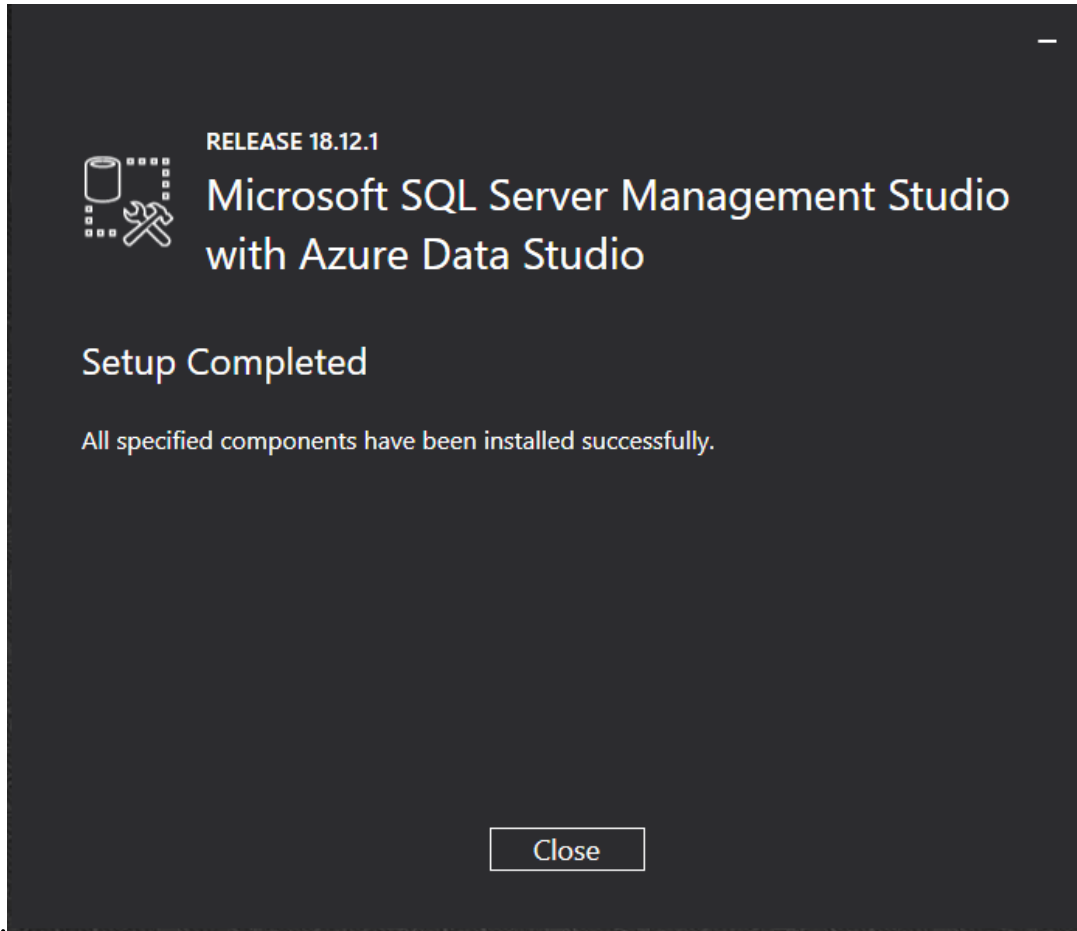 RELEASE 18.12.1
Microsoft SQL Server Management Studio
with Azure Data Studio
Setup Completed
All specified components have been installed successfully.
Close